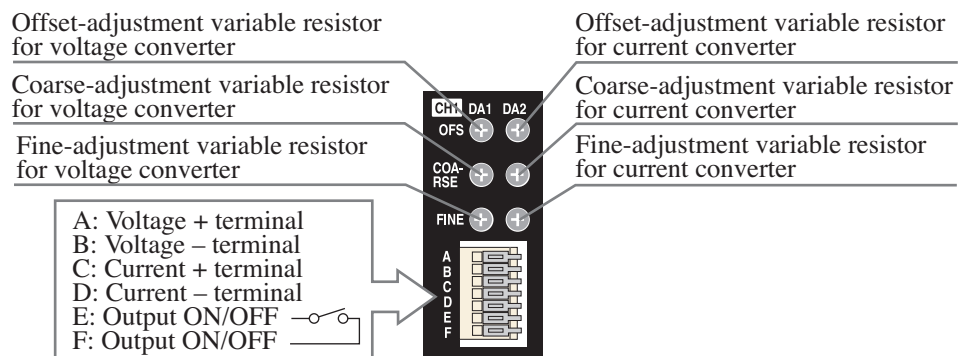 Offset-adjustment variable resistor
for voltage converter
Offset-adjustment variable resistor
for current converter
Coarse-adjustment variable resistor
for voltage converter
Coarse-adjustment variable resistor
for current converter
Fine-adjustment variable resistor
for voltage converter
Fine-adjustment variable resistor
for current converter
CH1 DA1 DA2
OFS
COA-
RSE
FINE
A: Voltage + terminal
B: Voltage – terminal
C: Current + terminal
D: Current – terminal
E: Output ON/OFF
F: Output ON/OFF
A
B
C
D
E
F